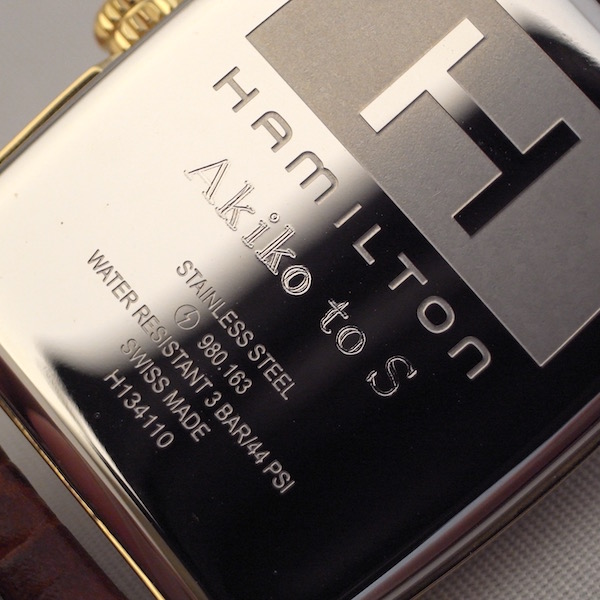 H
HAMILTON
Akiko to S
STAINLESS STEEL
980.163
WATER RESISTANT 3 BAR/44 PSI
SWISS MADE
H134110